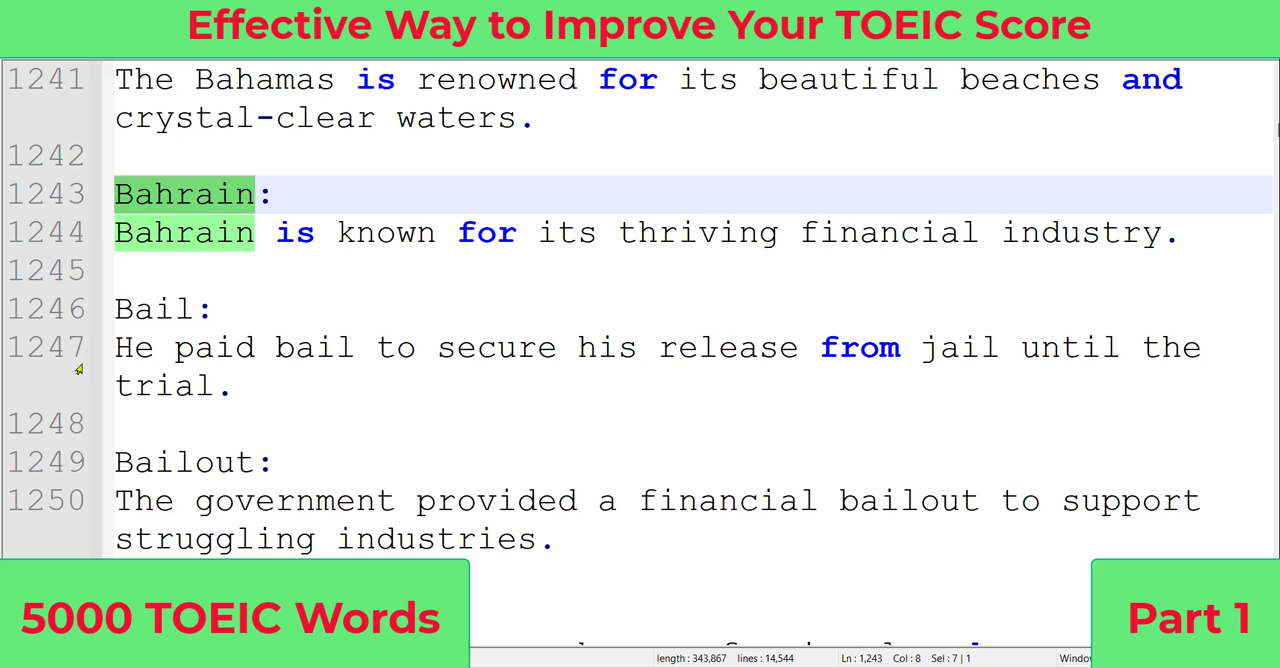 Effective Way to Improve Your TOEIC Score
1241 The Bahamas is renowned for its beautiful beaches and
crystal-clear waters.
1242
1243 Bahrain:
1244 Bahrain is known for its thriving financial industry.
1245
1246 Bail:
1247 He paid bail to secure his release from jail until the
trial.
1248
1249 Bailout:
1250 The government provided a financial bailout to support
struggling industries.
5000 TOEIC Words
Part 1
length : 343,867 lines : 14,544 Ln : 1,243 Col : 8 Sel : 7 | 1 Windo